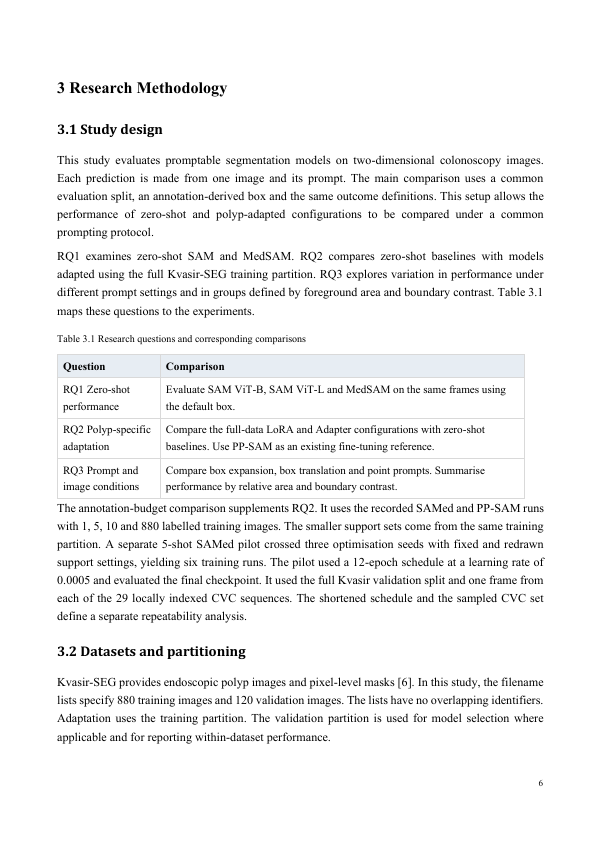 3 Research Methodology
3.1 Study design
This study evaluates promptable segmentation models on two-dimensional colonoscopy images.
Each prediction is made from one image and its prompt. The main comparison uses a common
evaluation split, an annotation-derived box and the same outcome definitions. This setup allows the
performance of zero-shot and polyp-adapted configurations to be compared under a common
prompting protocol.
RQ1 examines zero-shot SAM and MedSAM. RQ2 compares zero-shot baselines with models
adapted using the full Kvasir-SEG training partition. RQ3 explores variation in performance under
different prompt settings and in groups defined by foreground area and boundary contrast. Table 3.1
maps these questions to the experiments.
Table 3.1 Research questions and corresponding comparisons
Question Comparison
RQ1 Zero-shot Evaluate SAM ViT-B, SAM ViT-L and MedSAM on the same frames using
performance the default box.
RQ2 Polyp-specific Compare the full-data LoRA and Adapter configurations with zero-shot
adaptation baselines. Use PP-SAM as an existing fine-tuning reference.
RQ3 Prompt and Compare box expansion, box translation and point prompts. Summarise
image conditions performance by relative area and boundary contrast.
The annotation-budget comparison supplements RQ2. It uses the recorded SAMed and PP-SAM runs
with 1, 5, 10 and 880 labelled training images. The smaller support sets come from the same training
partition. A separate 5-shot SAMed pilot crossed three optimisation seeds with fixed and redrawn
support settings, yielding six training runs. The pilot used a 12-epoch schedule at a learning rate of
0.0005 and evaluated the final checkpoint. It used the full Kvasir validation split and one frame from
each of the 29 locally indexed CVC sequences. The shortened schedule and the sampled CVC set
define a separate repeatability analysis.
3.2 Datasets and partitioning
Kvasir-SEG provides endoscopic polyp images and pixel-level masks [6]. In this study, the filename
lists specify 880 training images and 120 validation images. The lists have no overlapping identifiers.
Adaptation uses the training partition. The validation partition is used for model selection where
applicable and for reporting within-dataset performance.
6